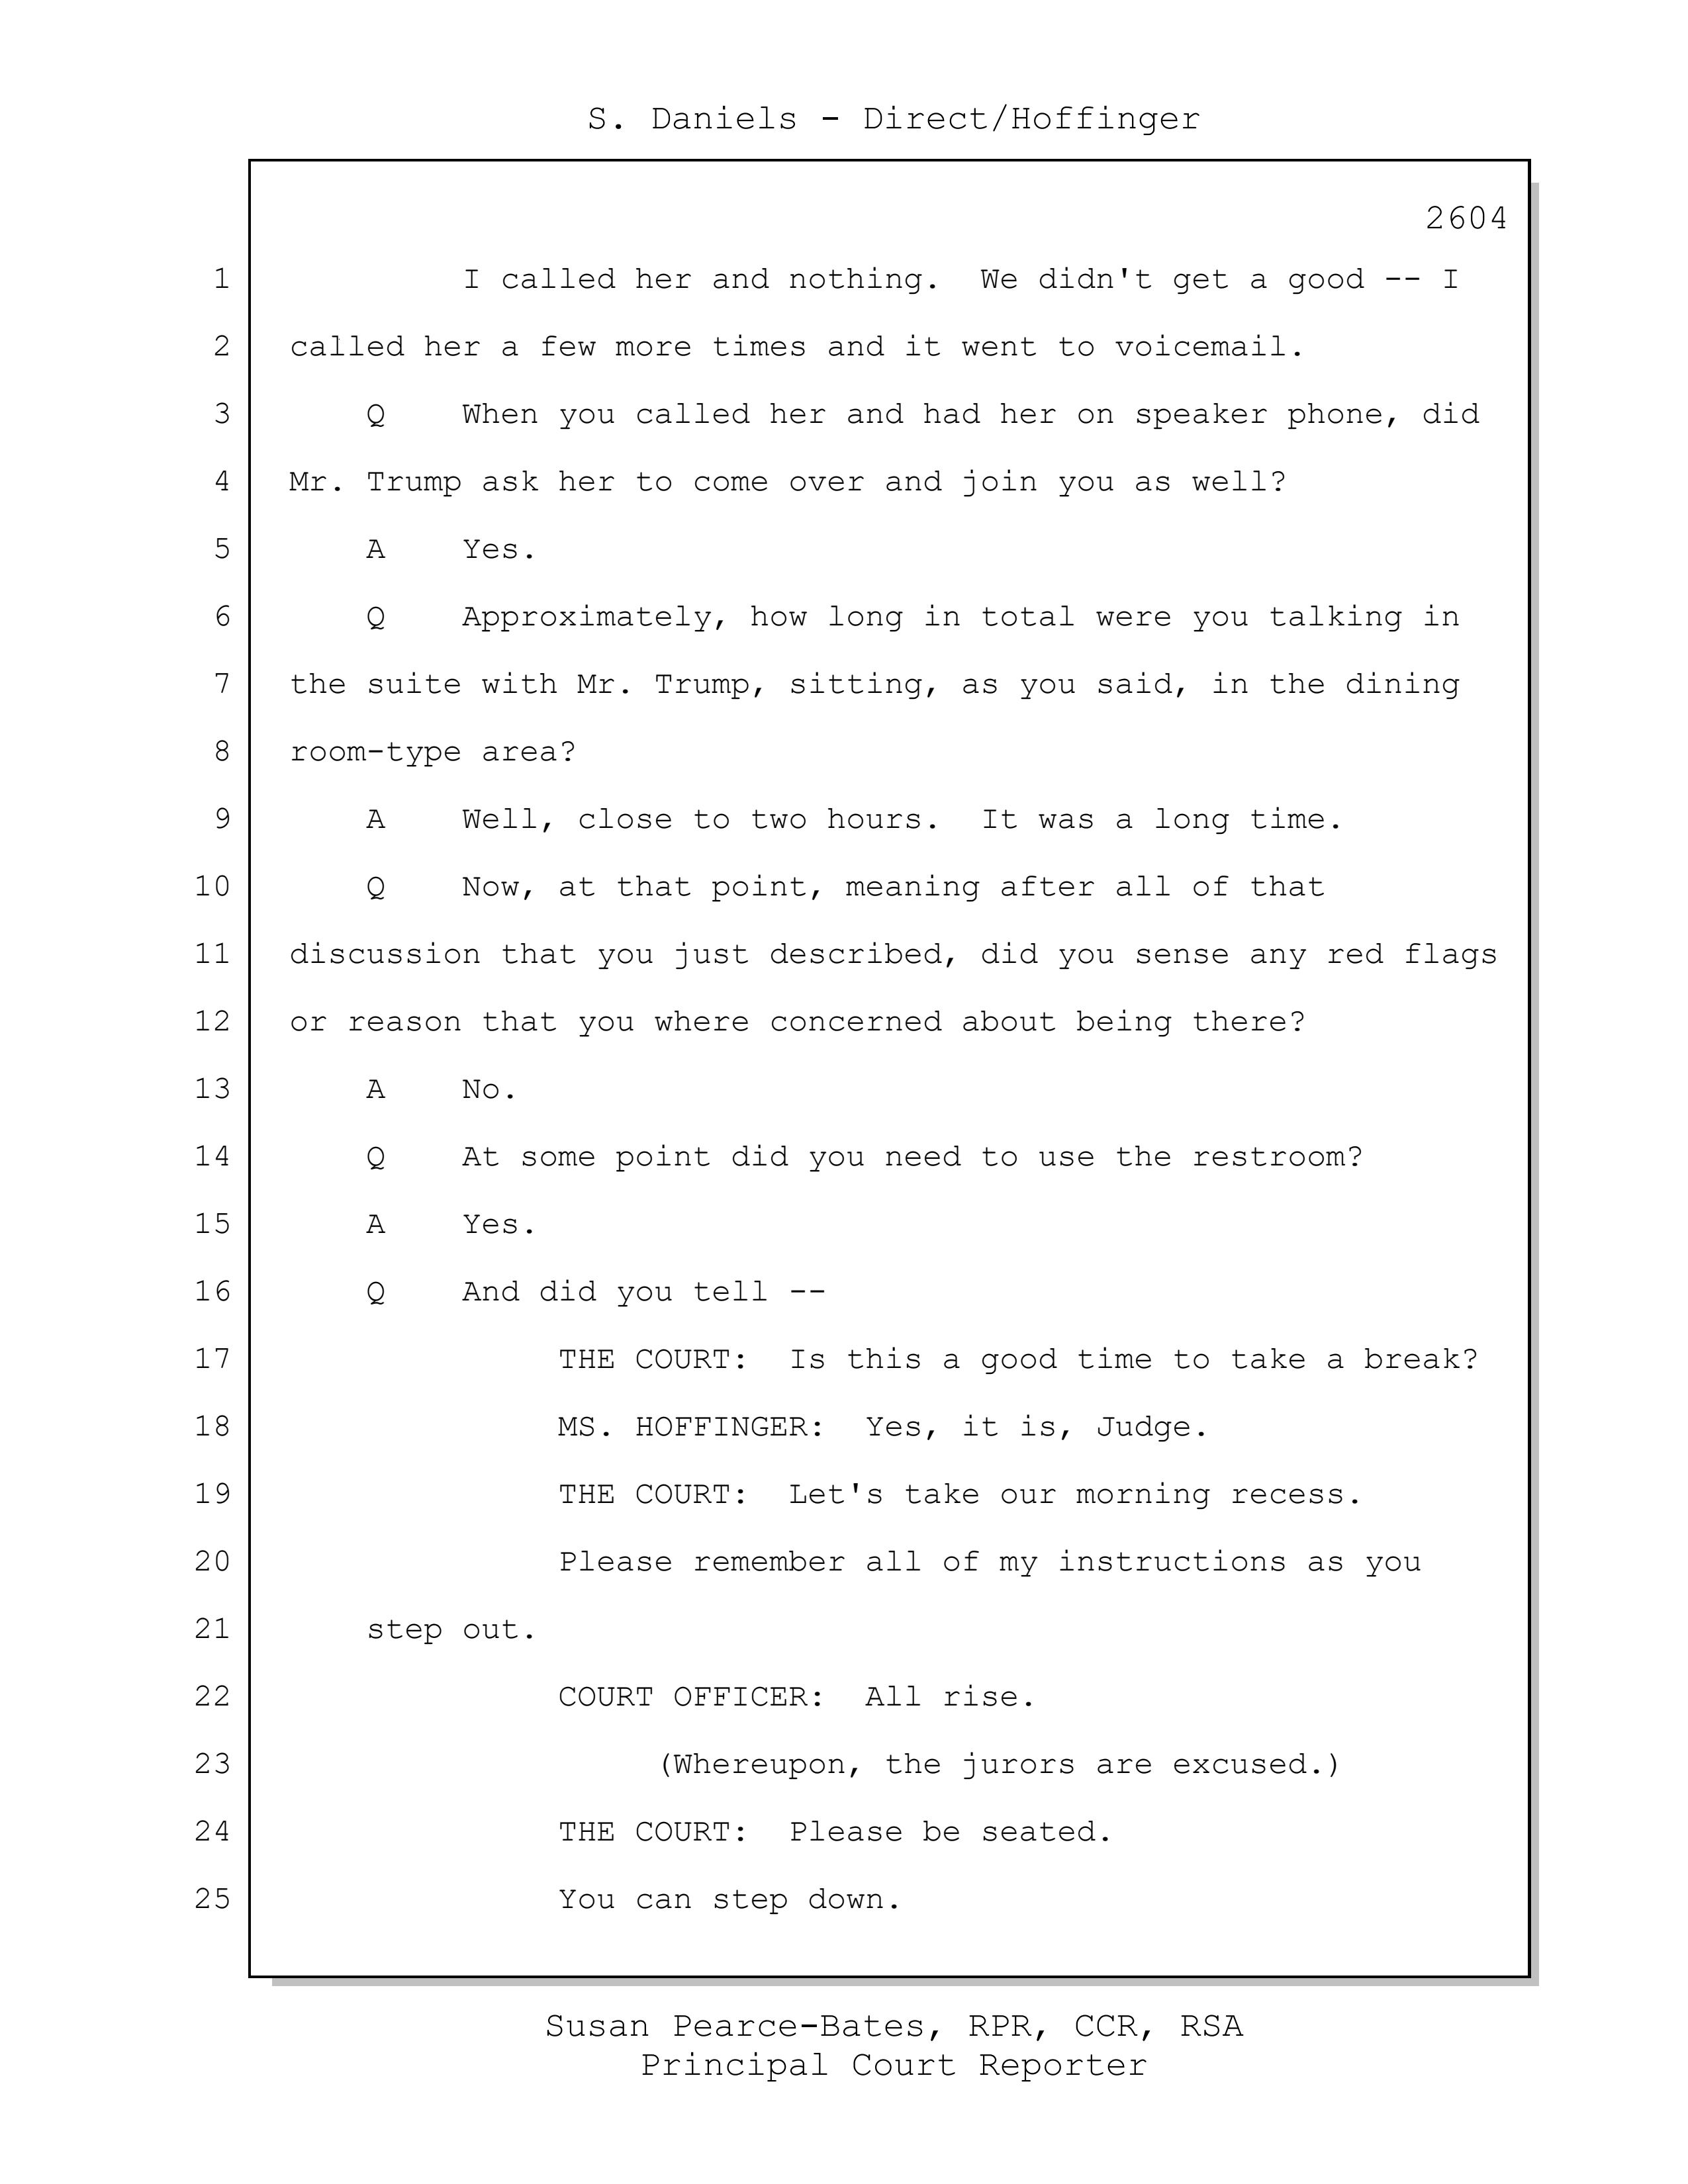 S. Daniels - Direct/Hoffinger
2604
1 I called her and nothing. We didn't get a good -- I
2 called her a few more times and it went to voicemail.
3 Q When you called her and had her on speaker phone, did
4 Mr. Trump ask her to come over and join you as well?
5 A Yes.
6 Q Approximately, how long in total were you talking in
7 the suite with Mr. Trump, sitting, as you said, in the dining
8 room-type area?
9 A Well, close to two hours. It was a long time.
10 Q Now, at that point, meaning after all of that
11 discussion that you just described, did you sense any red flags
12 or reason that you where concerned about being there?
13 A No.
14 Q At some point did you need to use the restroom?
15 A Yes.
16 Q And did you tell --
17 THE COURT: Is this a good time to take a break?
18 MS. HOFFINGER: Yes, it is, Judge.
19 THE COURT: Let's take our morning recess.
20 Please remember all of my instructions as you
21 step out.
22 COURT OFFICER: All rise.
23 (Whereupon, the jurors are excused.)
24 THE COURT: Please be seated.
25 You can step down.
Susan Pearce-Bates, RPR, CCR, RSA
Principal Court Reporter